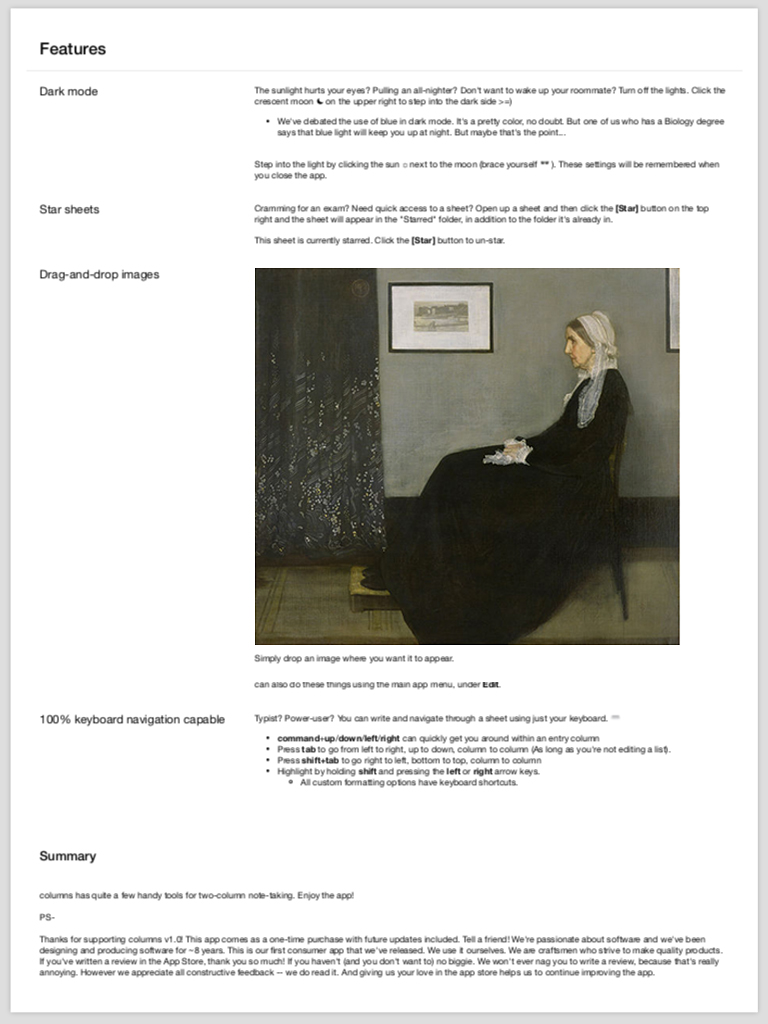 Features
Dark mode
The sunlight hurts your eyes? Pulling an all-nighter? Don't want to wake up your roommate? Turn off the lights. Click the
crescent moon on the upper right to step into the dark side >=)
• We've debated the use of blue in dark mode. It's a pretty color, no doubt. But one of us who has a Biology degree
says that blue light will keep you up at night. But maybe that's the point...
Step into the light by clicking the sun next to the moon (brace yourself ). These settings will be remembered when
you close the app.
Star sheets
Cramming for an exam? Need quick access to a sheet? Open up a sheet and then click the [Star] button on the top
right and the sheet will appear in the "Starred" folder, in addition to the folder it's already in.
This sheet is currently starred. Click the [Star] button to un-star.
Drag-and-drop images
Simply drop an image where you want it to appear.
can also do these things using the main app menu, under Edit.
100% keyboard navigation capable
Typist? Power-user? You can write and navigate through a sheet using just your keyboard.
• command+up/down/left/right can quickly get you around within an entry column
• Press tab to go from left to right, up to down, column to column (As long as you're not editing a list).
• Press shift+tab to go right to left, bottom to top, column to column
• Highlight by holding shift and pressing the left or right arrow keys.
○ All custom formatting options have keyboard shortcuts.
Summary
columns has quite a few handy tools for two-column note-taking. Enjoy the app!
PS-
Thanks for supporting columns v1.0! This app comes as a one-time purchase with future updates included. Tell a friend! We're passionate about software and we've been
designing and producing software for ~8 years. This is our first consumer app that we've released. We use it ourselves. We are craftsmen who strive to make quality products.
If you've written a review in the App Store, thank you so much! If you haven't (and you don't want to) no biggie. We won't ever nag you to write a review, because that's really
annoying. However we appreciate all constructive feedback -- we do read it. And giving us your love in the app store helps us to continue improving the app.